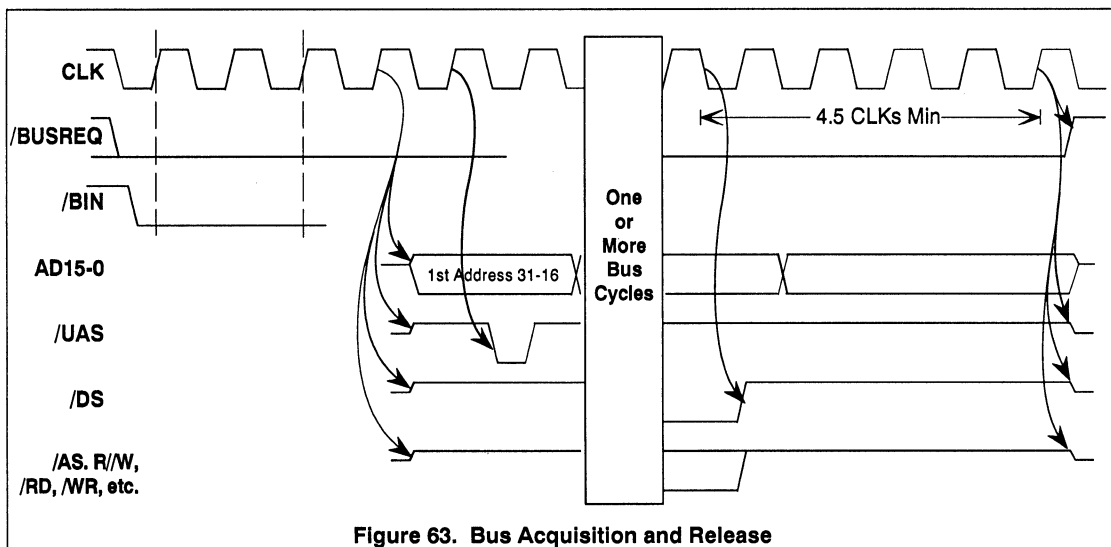 CLK
/BUSREQ
4.5 CLKs Min
/BIN
One
or
More
Bus
Cycles
AD15-0
1st Address 31-16
/UAS
/DS
/AS. R//W,
/RD, /WR, etc.
Figure 63. Bus Acquisition and Release